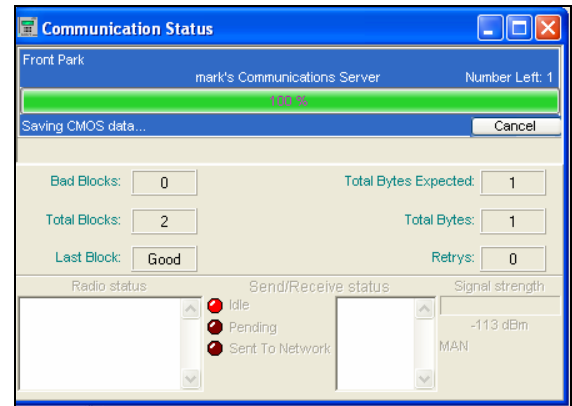 Communication Status
Front Park
mark's Communications Server Number Left: 1
100 %
Saving CMOS data... Cancel
Bad Blocks: 0 Total Bytes Expected: 1
Total Blocks: 2 Total Bytes: 1
Last Block: Good Retrys: 0
Radio status Send/Receive status Signal strength
Idle
Pending -113 dBm
Sent To Network MAN